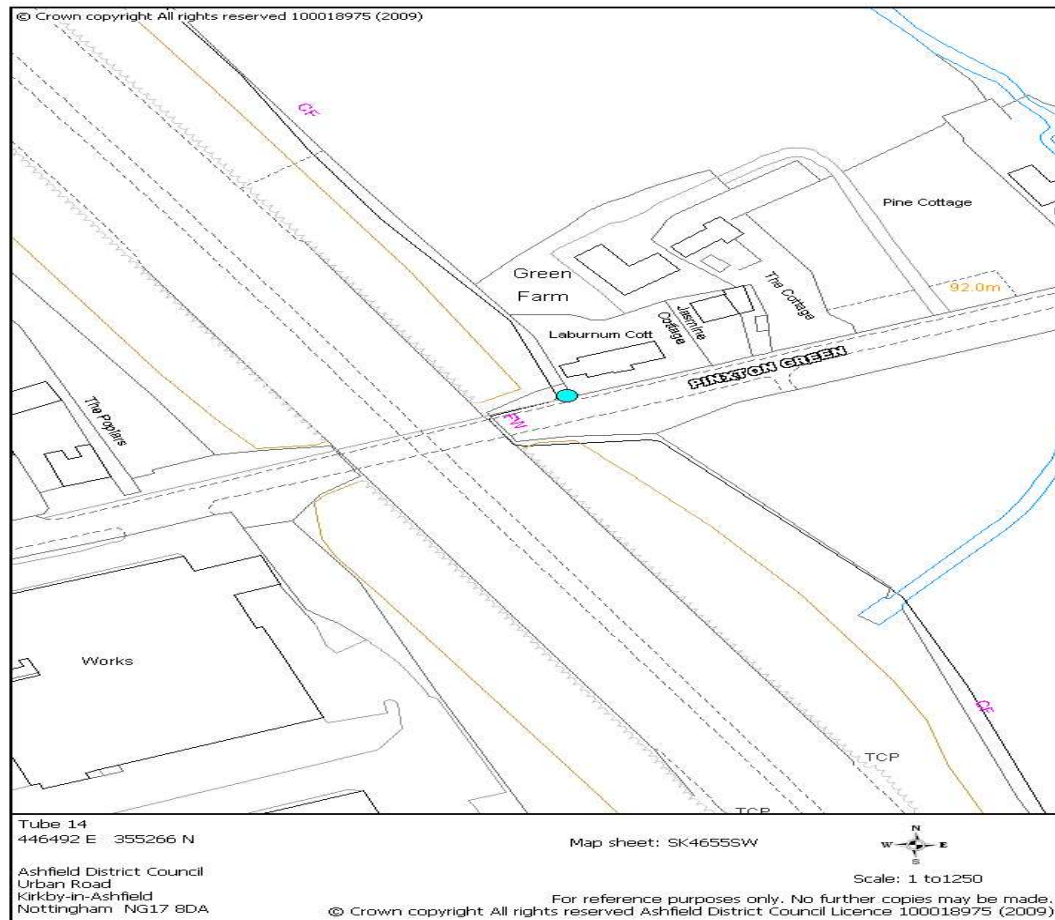 © Crown copyright All rights reserved 100018975 (2009)
CF
Pine Cottage
Green
Farm
The Cottage
92.0m
Jasmine
Cottage
Laburnum Cott
PINXTON GREEN
FW
The Poplars
Works
CF
TCP
TCP
Tube 14
446492 E 355266 N
Map sheet: SK4655SW
N
W
E
S
Ashfield District Council
Urban Road
Kirkby-in-Ashfield
Nottingham NG17 8DA
Scale: 1 to1250
For reference purposes only. No further copies may be made.
© Crown copyright All rights reserved Ashfield District Council Licence 100018975 (2009)